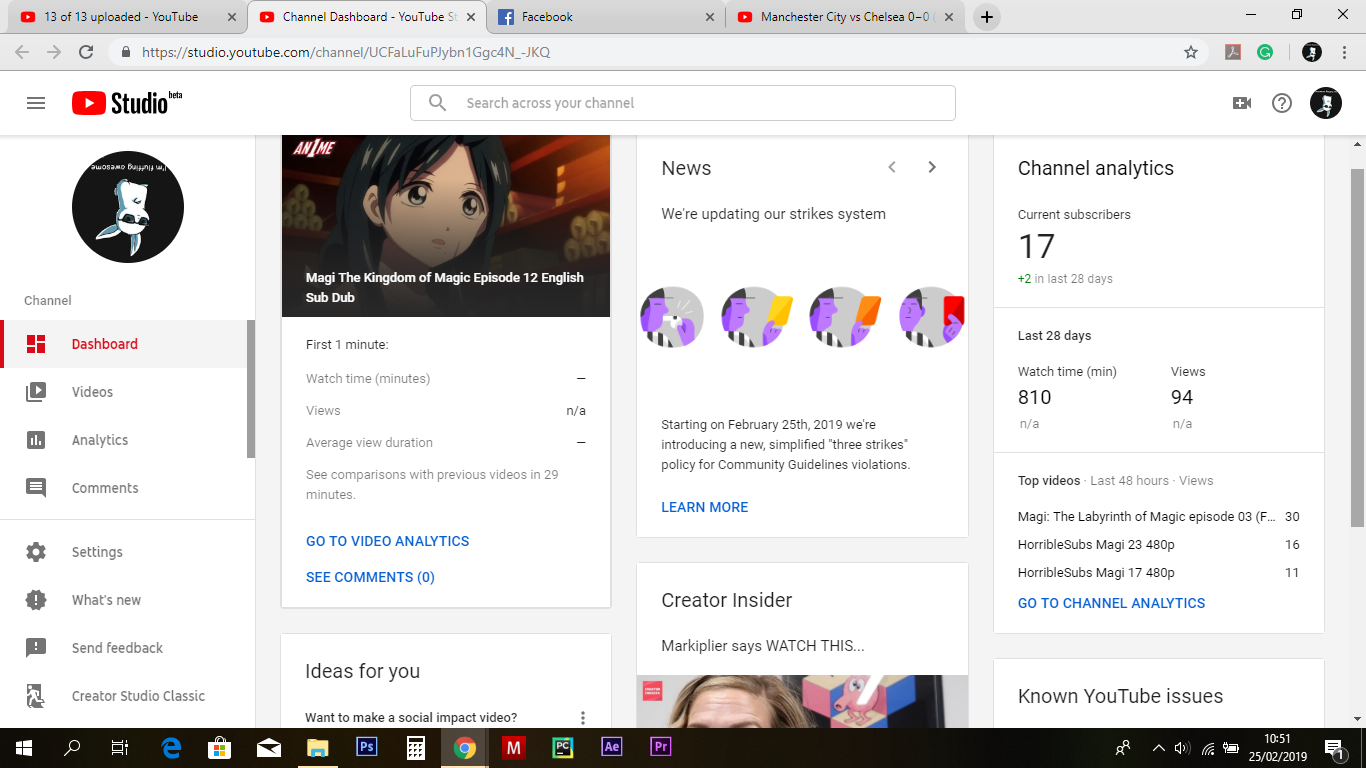 13 of 13 uploaded - YouTube
Channel Dashboard - YouTube St
Facebook
Manchester City vs Chelsea 0−0 (
https://studio.youtube.com/channel/UCFaLuFuPJybn1Ggc4N_-JKQ
Studio beta
Search across your channel
I'm fluffing awesome
Channel
Dashboard
Videos
Analytics
Comments
Settings
What's new
Send feedback
Creator Studio Classic
ANIME
Magi The Kingdom of Magic Episode 12 English
Sub Dub
First 1 minute:
Watch time (minutes) –
Views n/a
Average view duration –
See comparisons with previous videos in 29
minutes.
GO TO VIDEO ANALYTICS
SEE COMMENTS (0)
Ideas for you
Want to make a social impact video?
News
We're updating our strikes system
Starting on February 25th, 2019 we're
introducing a new, simplified "three strikes"
policy for Community Guidelines violations.
LEARN MORE
Creator Insider
Markiplier says WATCH THIS...
CREATOR INSIDER
Channel analytics
Current subscribers
17
+2 in last 28 days
Last 28 days
Watch time (min) Views
810 94
n/a n/a
Top videos · Last 48 hours · Views
Magi: The Labyrinth of Magic episode 03 (F... 30
HorribleSubs Magi 23 480p 16
HorribleSubs Magi 17 480p 11
GO TO CHANNEL ANALYTICS
Known YouTube issues
Ps
M
PC
Ae
Pr
10:51
25/02/2019
1